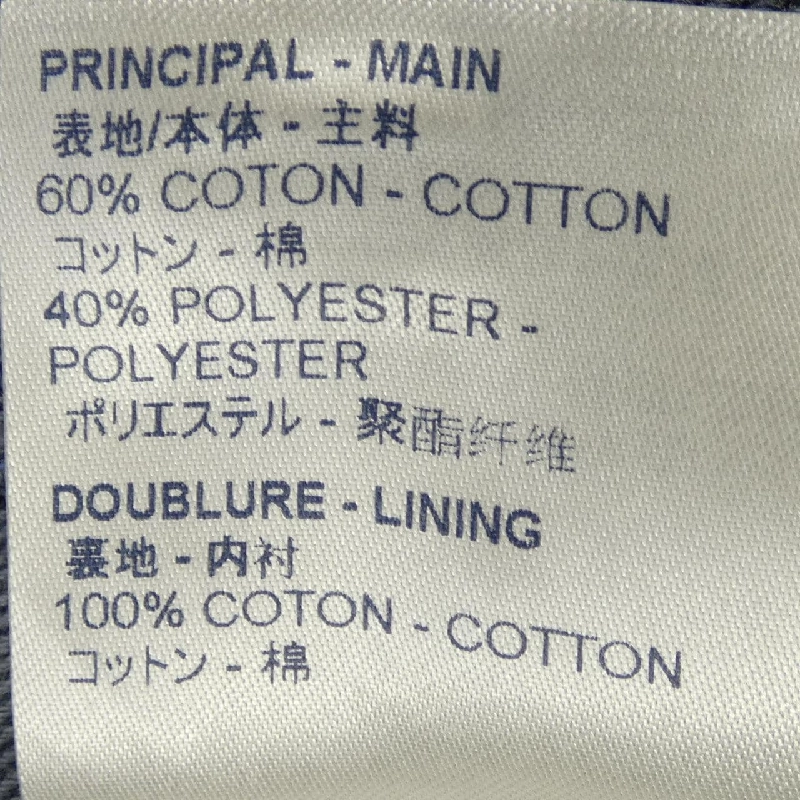 PRINCIPAL - MAIN
表地/本体 - 主料
60% COTON - COTTON
コットン - 棉
40% POLYESTER -
POLYESTER
ポリエステル - 聚酯纤维
DOUBLURE - LINING
裏地 - 内衬
100% COTON - COTTON
コットン - 棉